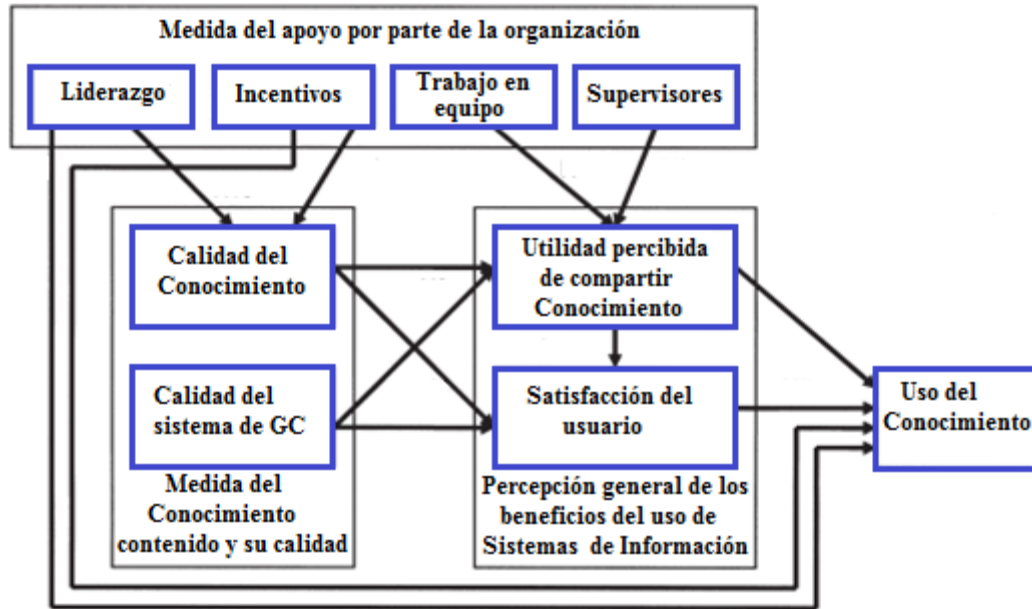 Medida del apoyo por parte de la organización
Liderazgo
Incentivos
Trabajo en
equipo
Supervisores
Calidad del
Conocimiento
Utilidad percibida
de compartir
Conocimiento
Calidad del
sistema de GC
Satisfacción del
usuario
Uso del
Conocimiento
Medida del
Conocimiento
contenido y su calidad
Percepción general de los
beneficios del uso de
Sistemas de Información